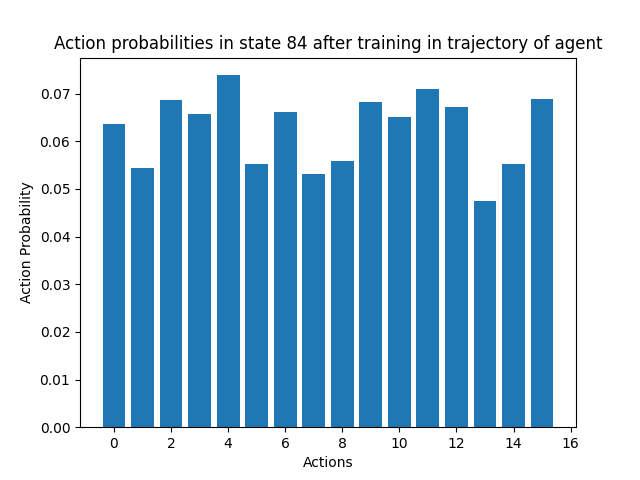 Action probabilities in state 84 after training in trajectory of agent
0.07
0.06
0.05
0.04
0.03
0.02
0.01
0.00
Action Probability
0 2 4 6 8 10 12 14 16
Actions